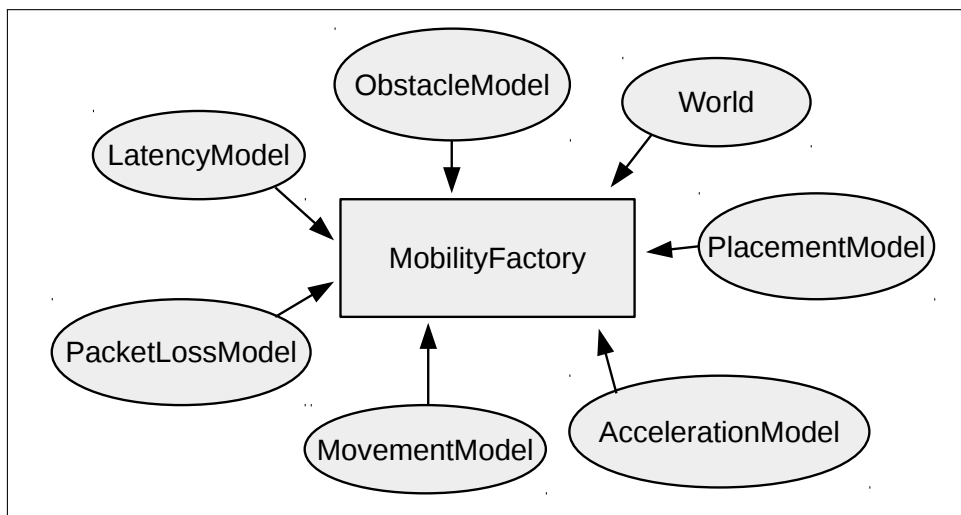 ObstacleModel
World
LatencyModel
PlacementModel
MobilityFactory
PacketLossModel
AccelerationModel
MovementModel